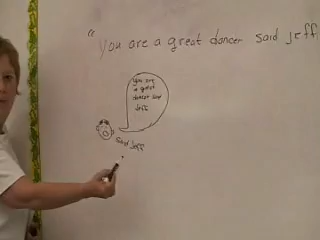 “you are a great dancer said jeff
you are
a great
dancer said
jeff
said jeff